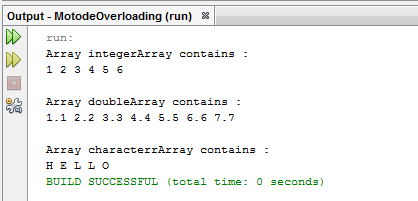 Output - MotodeOverloading (run)
run:
Array integerArray contains :
1 2 3 4 5 6
Array doubleArray contains :
1.1 2.2 3.3 4.4 5.5 6.6 7.7
Array characterrArray contains :
H E L L O
BUILD SUCCESSFUL (total time: 0 seconds)